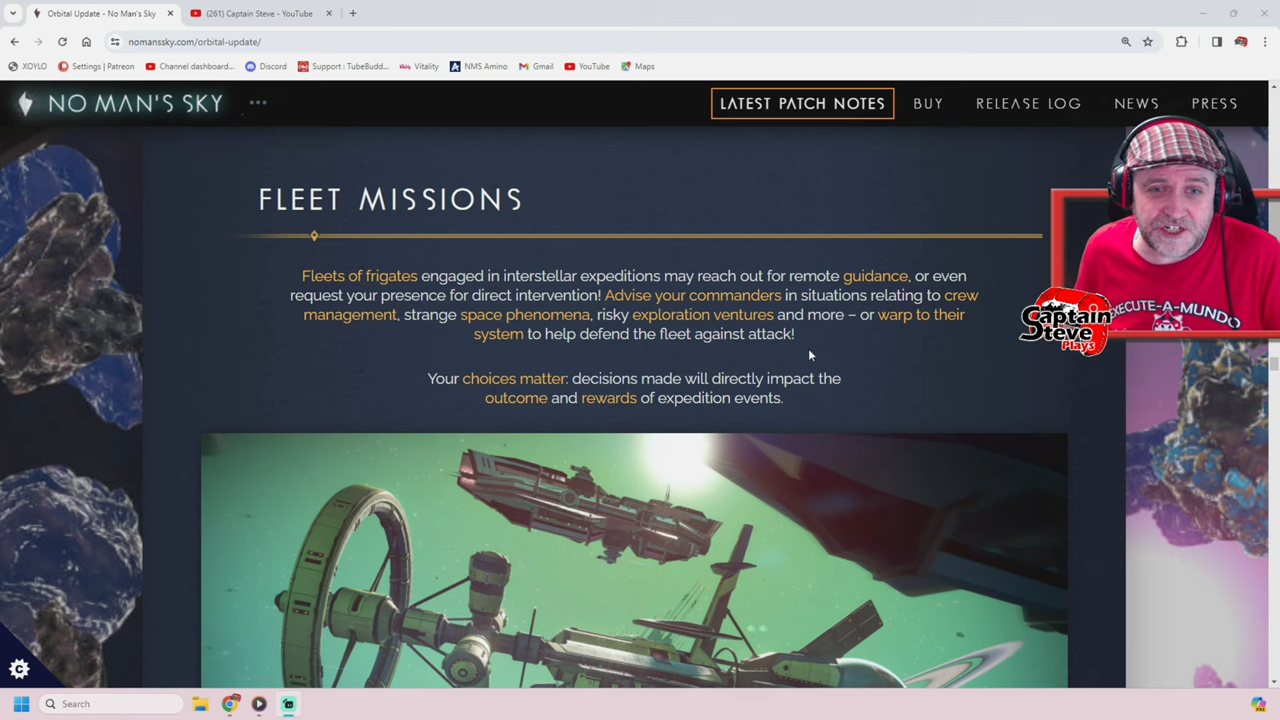 Orbital Update - No Man's Sky
(261) Captain Steve - YouTube
nomanssky.com/orbital-update/
XOYLO
Settings | Patreon
Channel dashboard...
Discord
Support : TubeBudd...
Vitality
NMS Amino
Gmail
YouTube
Maps
NO MAN'S SKY
LATEST PATCH NOTES
BUY
RELEASE LOG
NEWS
PRESS
FLEET MISSIONS
Fleets of frigates engaged in interstellar expeditions may reach out for remote guidance, or even
request your presence for direct intervention! Advise your commanders in situations relating to crew
management, strange space phenomena, risky exploration ventures and more – or warp to their
system to help defend the fleet against attack!
Your choices matter: decisions made will directly impact the
outcome and rewards of expedition events.
EXECUTE-A-MUNDO
Captain
Steve
Plays
Search